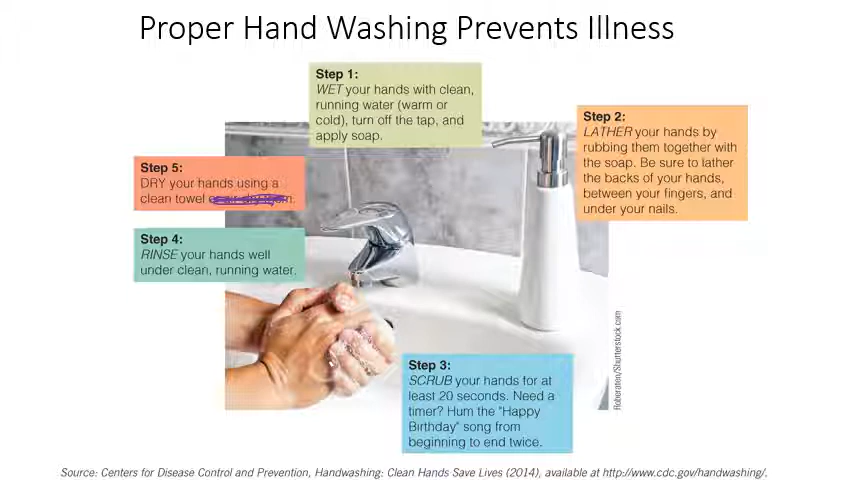 Proper Hand Washing Prevents Illness
Step 1:
WET your hands with clean,
running water (warm or
cold), turn off the tap, and
apply soap.
Step 2:
LATHER your hands by
rubbing them together with
the soap. Be sure to lather
the backs of your hands,
between your fingers, and
under your nails.
Step 3:
SCRUB your hands for at
least 20 seconds. Need a
timer? Hum the "Happy
Birthday" song from
beginning to end twice.
Step 4:
RINSE your hands well
under clean, running water.
Step 5:
DRY your hands using a
clean towel
Roberaten/Shutterstock.com
Source: Centers for Disease Control and Prevention, Handwashing: Clean Hands Save Lives (2014), available at http://www.cdc.gov/handwashing/.